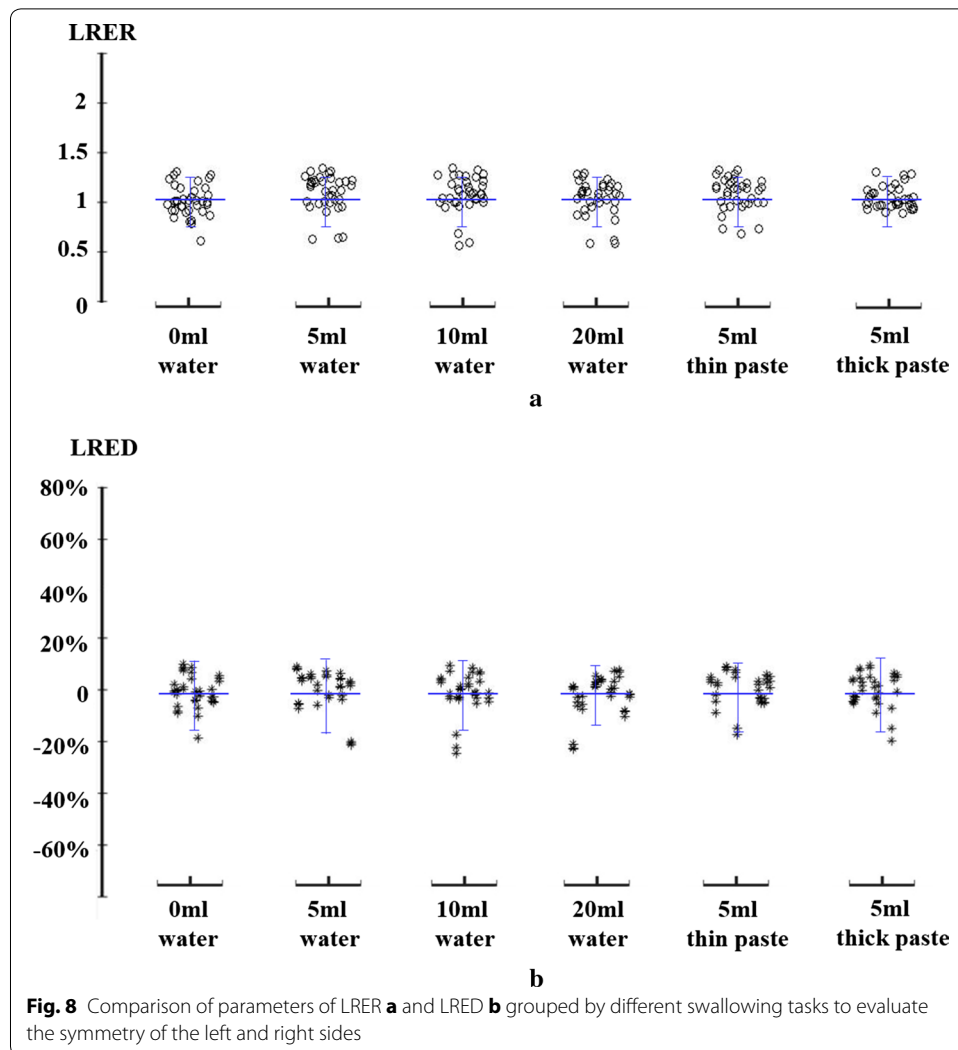 LRER
2
1.5
1
0.5
0
0ml 5ml 10ml 20ml 5ml 5ml
water water water water thin paste thick paste
a
LRED
80%
60%
40%
20%
0
-20%
-40%
-60%
0ml 5ml 10ml 20ml 5ml 5ml
water water water water thin paste thick paste
b
Fig. 8 Comparison of parameters of LRER a and LRED b grouped by different swallowing tasks to evaluate
the symmetry of the left and right sides